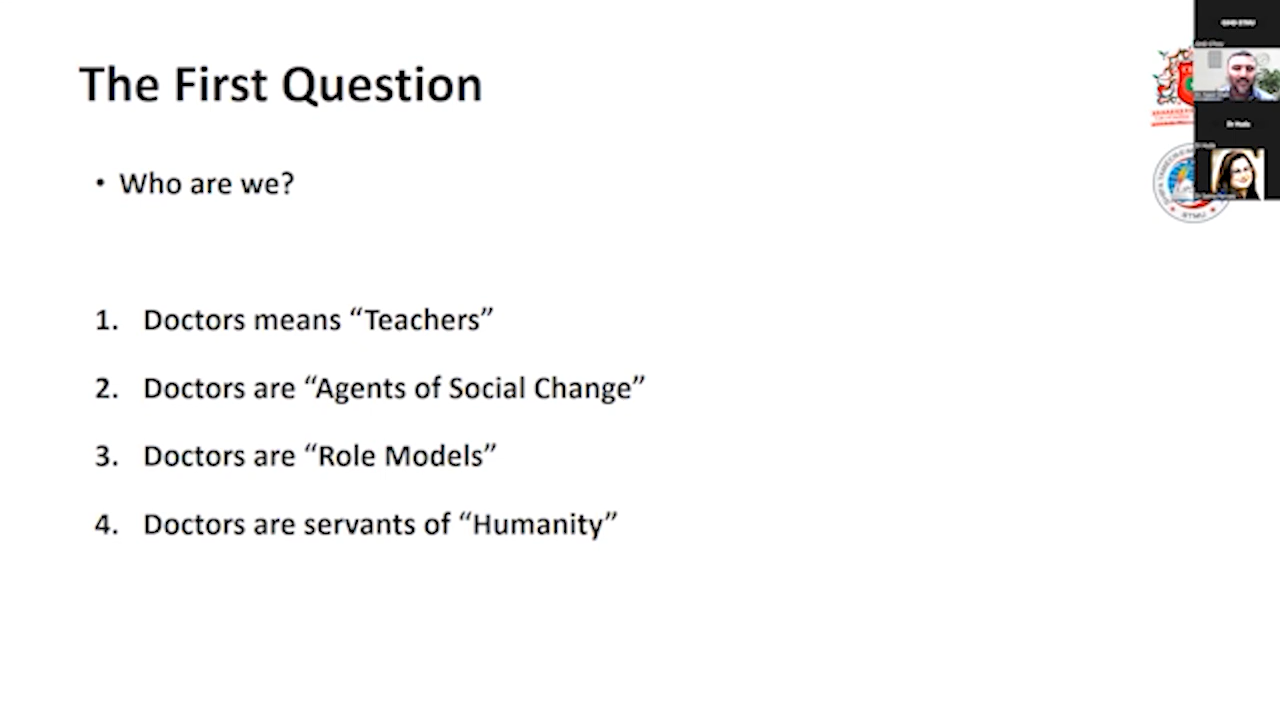 The First Question
• Who are we?
1. Doctors means “Teachers”
2. Doctors are “Agents of Social Change”
3. Doctors are “Role Models”
4. Doctors are servants of “Humanity”
STMU